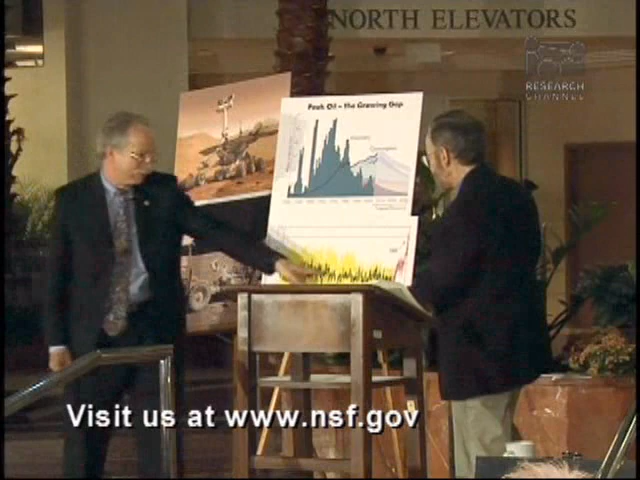 NORTH ELEVATORS
RESEARCH
CHANNEL
Peak Oil – the Growing Gap
Visit us at www.nsf.gov